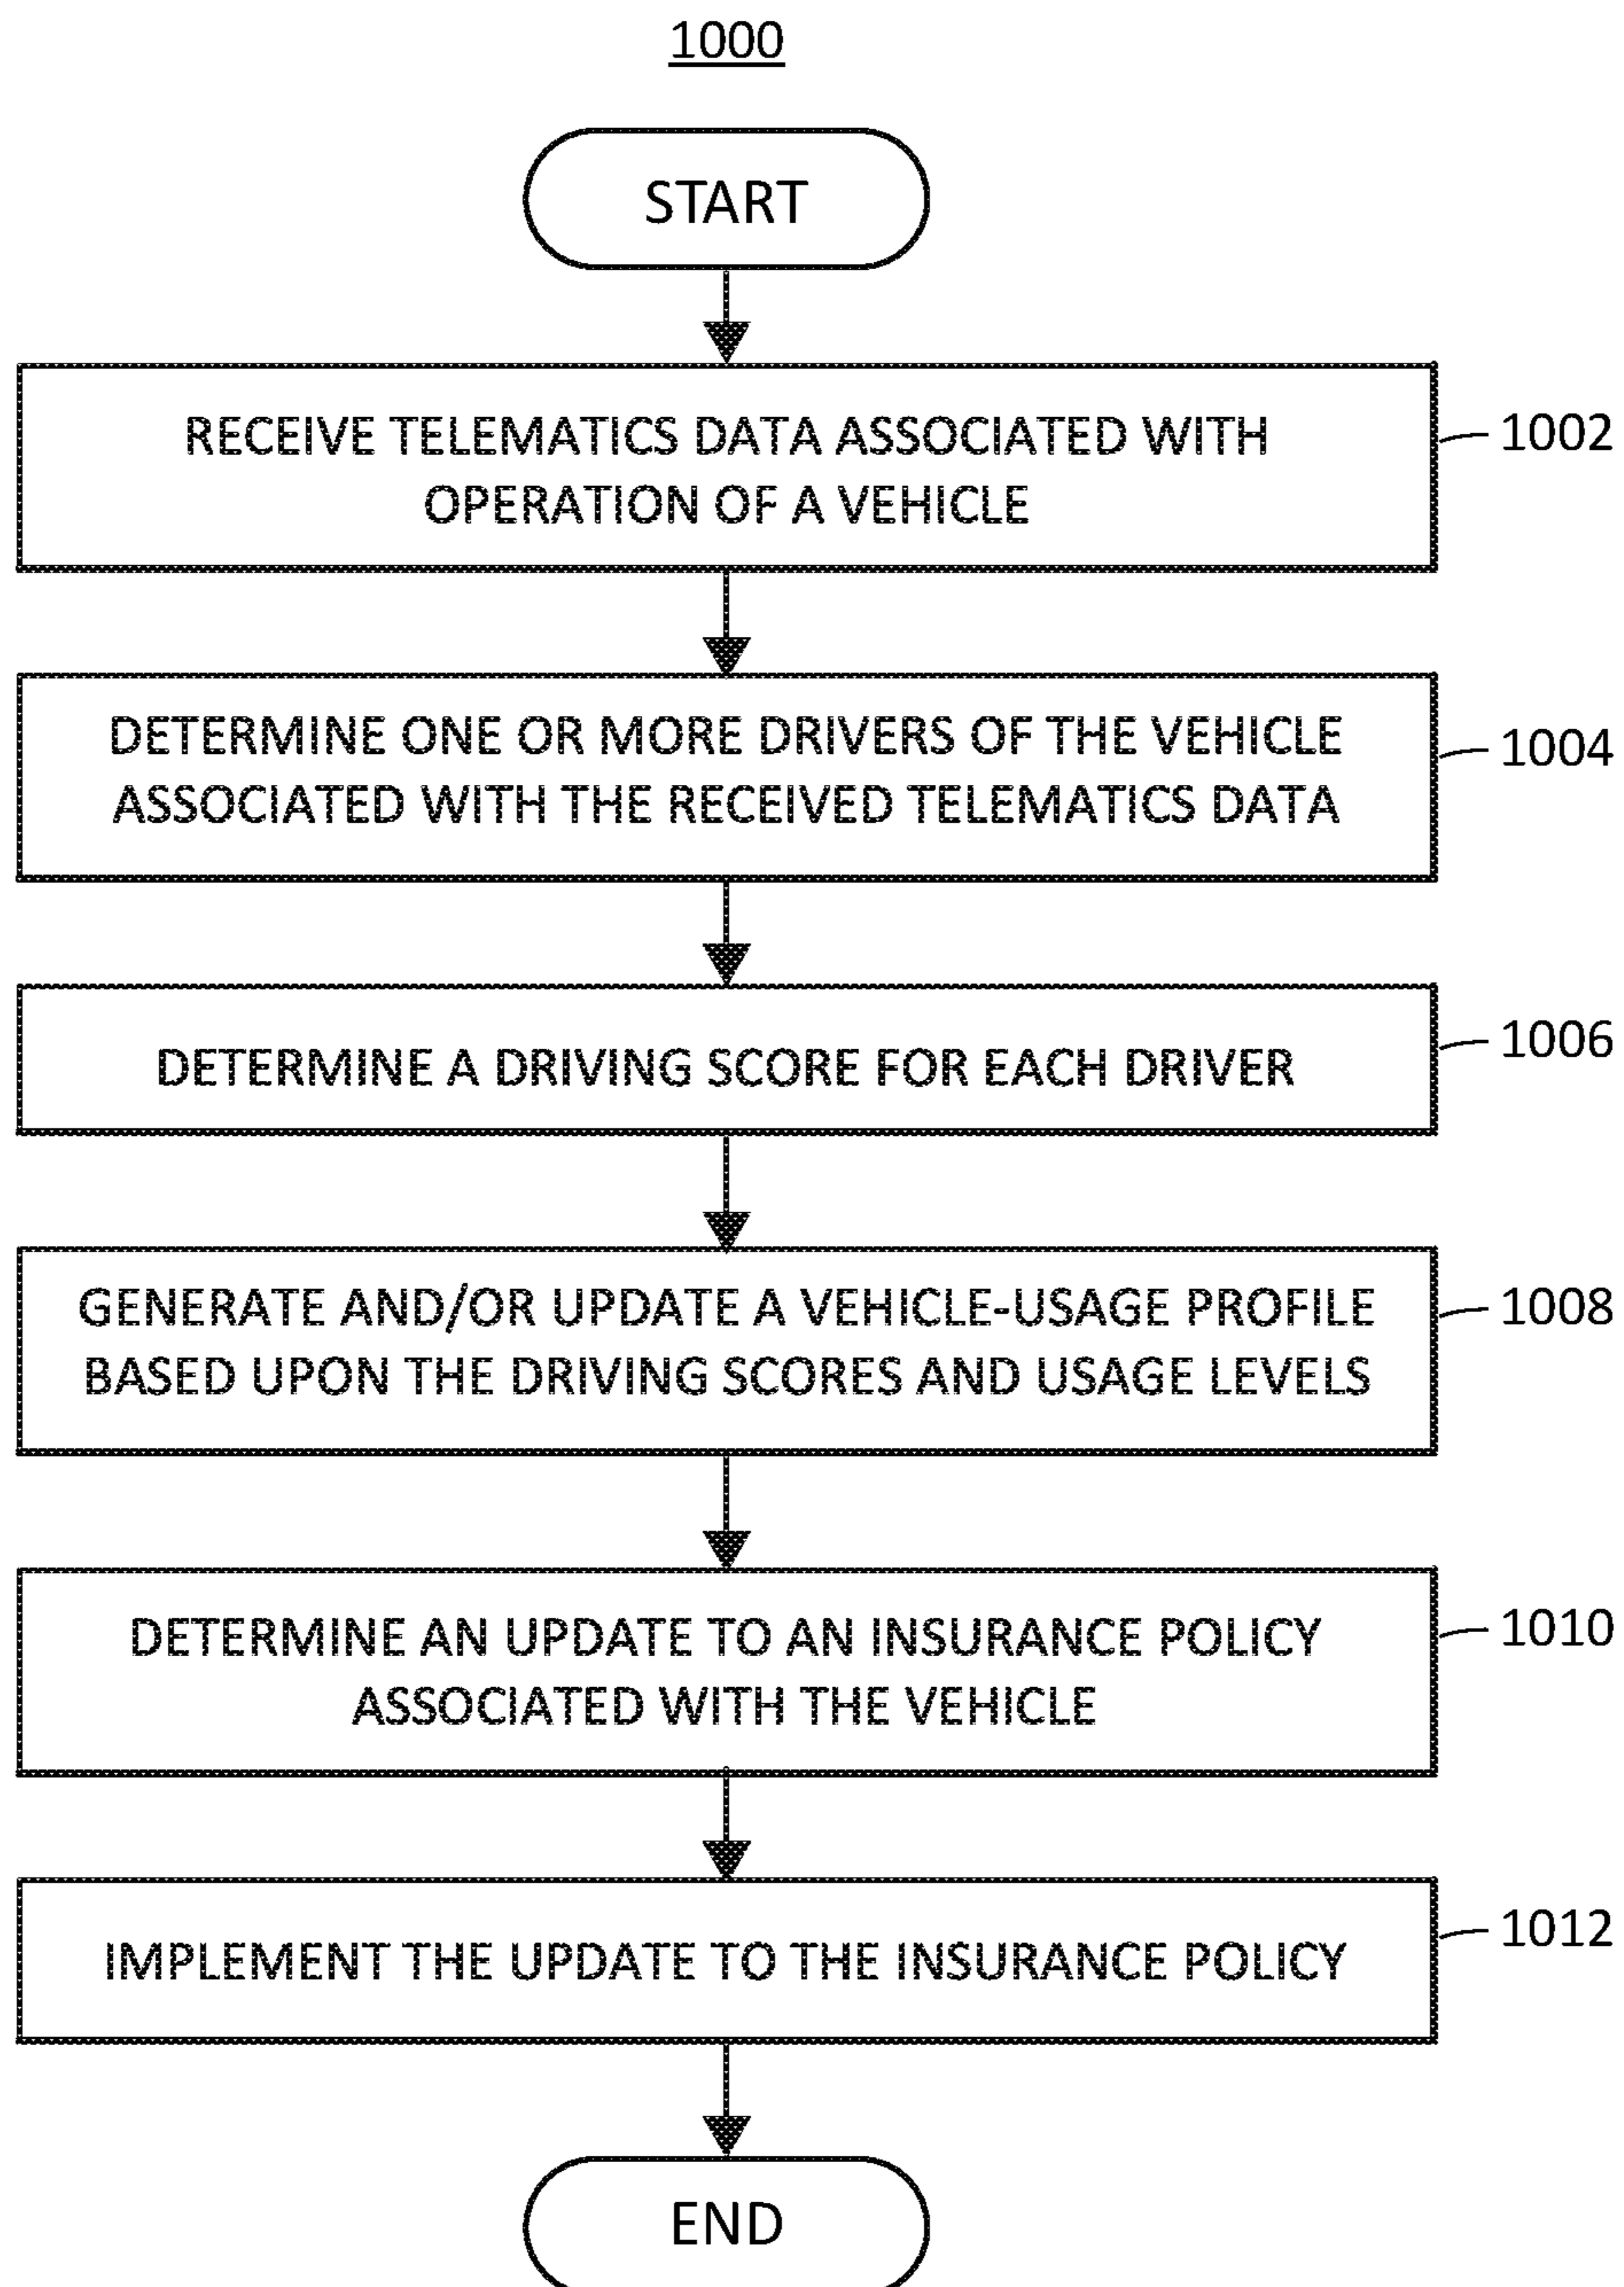 1000
START
RECEIVE TELEMATICS DATA ASSOCIATED WITH
OPERATION OF A VEHICLE
1002
DETERMINE ONE OR MORE DRIVERS OF THE VEHICLE
ASSOCIATED WITH THE RECEIVED TELEMATICS DATA
1004
DETERMINE A DRIVING SCORE FOR EACH DRIVER
1006
GENERATE AND/OR UPDATE A VEHICLE-USAGE PROFILE
BASED UPON THE DRIVING SCORES AND USAGE LEVELS
1008
DETERMINE AN UPDATE TO AN INSURANCE POLICY
ASSOCIATED WITH THE VEHICLE
1010
IMPLEMENT THE UPDATE TO THE INSURANCE POLICY
1012
END